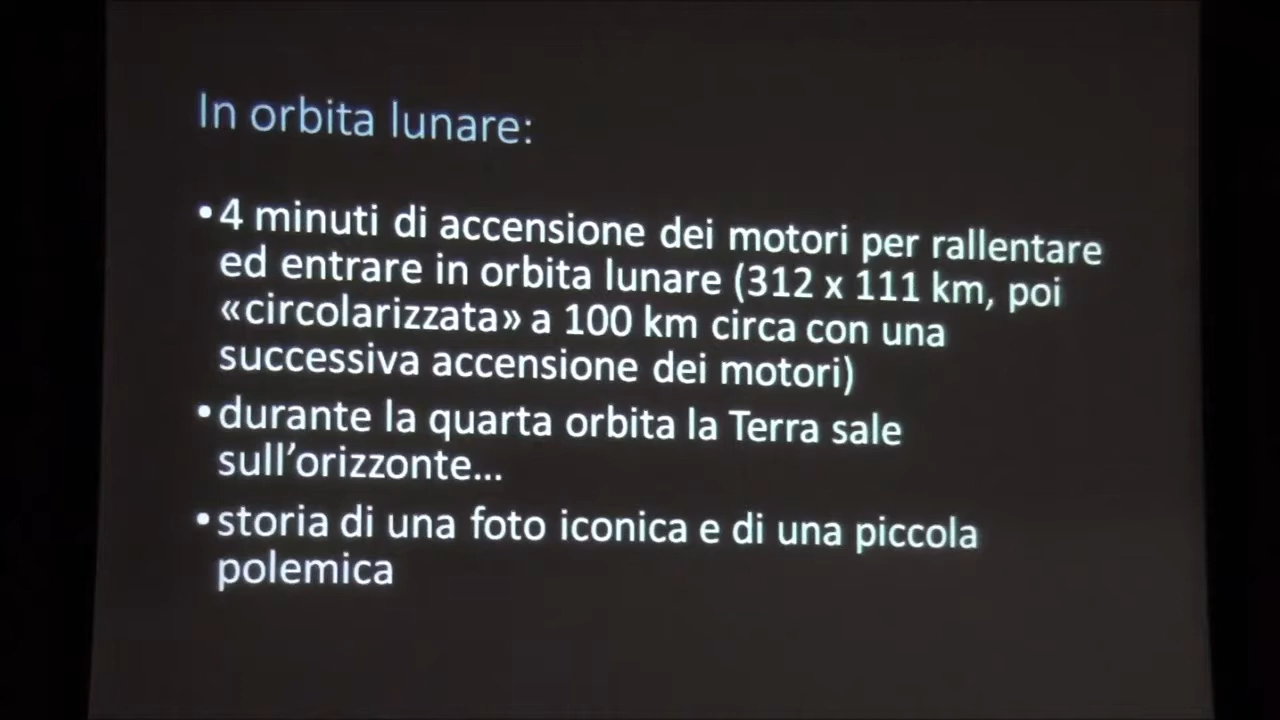 In orbita lunare:
•4 minuti di accensione dei motori per rallentare
ed entrare in orbita lunare (312 x 111 km, poi
«circolarizzata» a 100 km circa con una
successiva accensione dei motori)
•durante la quarta orbita la Terra sale
sull’orizzonte...
•storia di una foto iconica e di una piccola
polemica